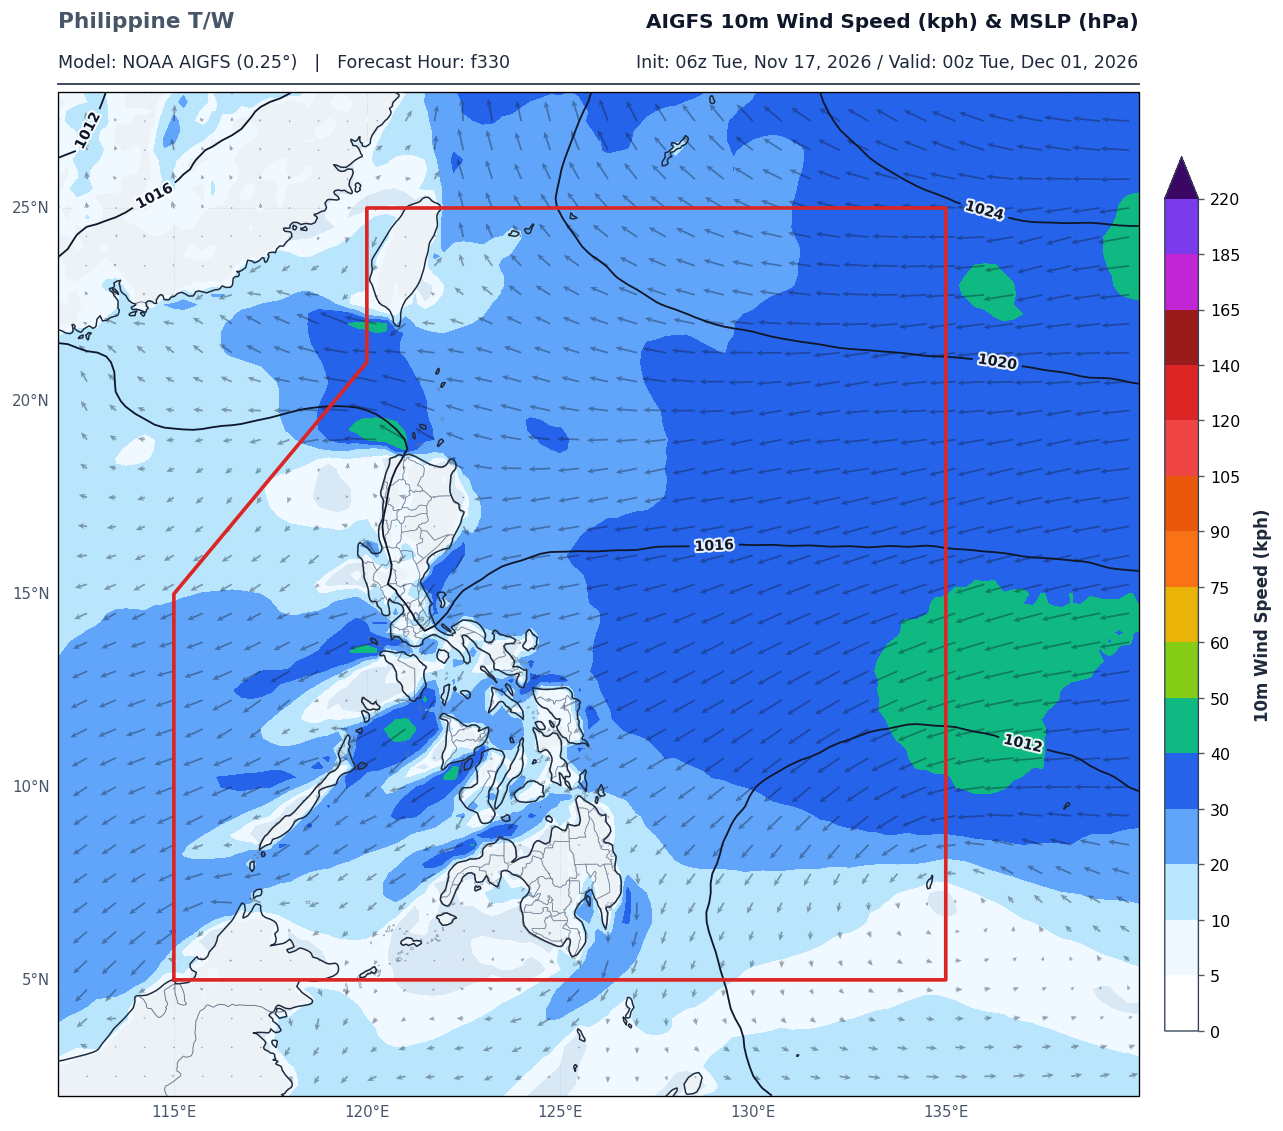 Philippine T/W
AIGFS 10m Wind Speed (kph) & MSLP (hPa)
Model: NOAA AIGFS (0.25°) | Forecast Hour: f330
Init: 06z Tue, Nov 17, 2026 / Valid: 00z Tue, Dec 01, 2026
1012
1016
1024
1020
1016
1012
25°N
20°N
15°N
10°N
5°N
115°E
120°E
125°E
130°E
135°E
220
185
165
140
120
105
90
75
60
50
40
30
20
10
5
0
10m Wind Speed (kph)